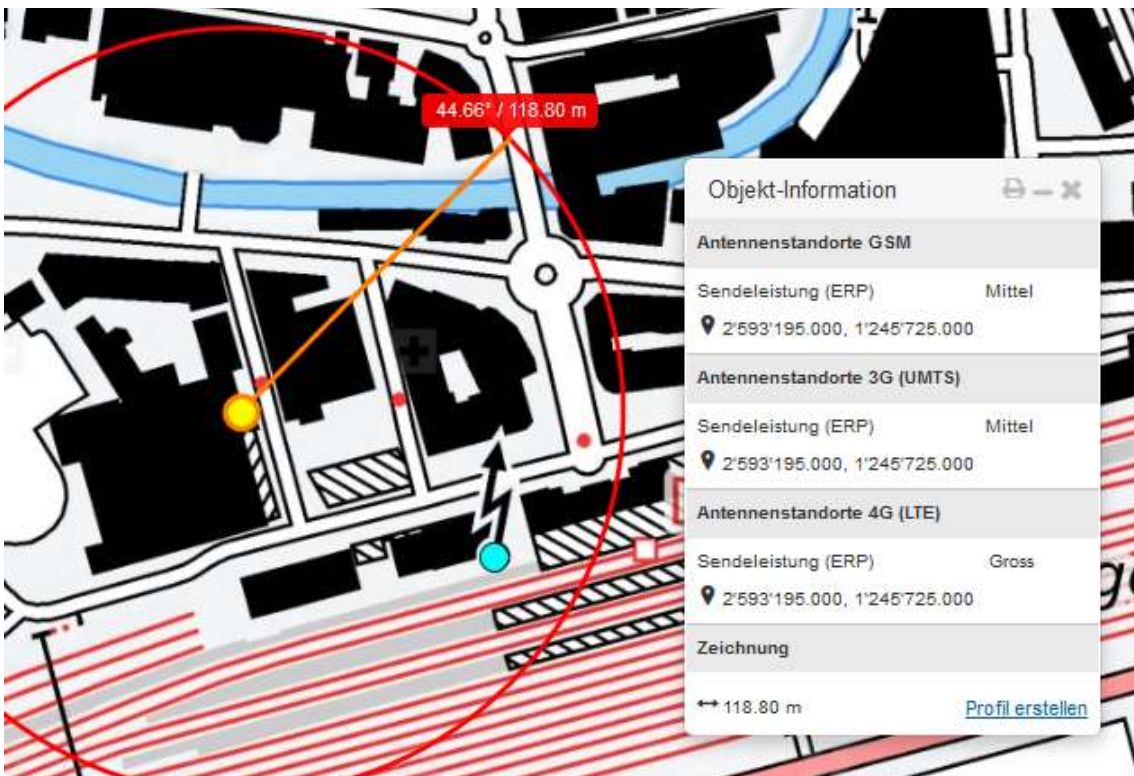 44.66° / 118.80 m
Objekt-Information
Antennenstandorte GSM
Sendeleistung (ERP) Mittel
2'593'195.000, 1'245'725.000
Antennenstandorte 3G (UMTS)
Sendeleistung (ERP) Mittel
2'593'195.000, 1'245'725.000
Antennenstandorte 4G (LTE)
Sendeleistung (ERP) Gross
2'593'195.000, 1'245'725.000
Zeichnung
118.80 m Profil erstellen